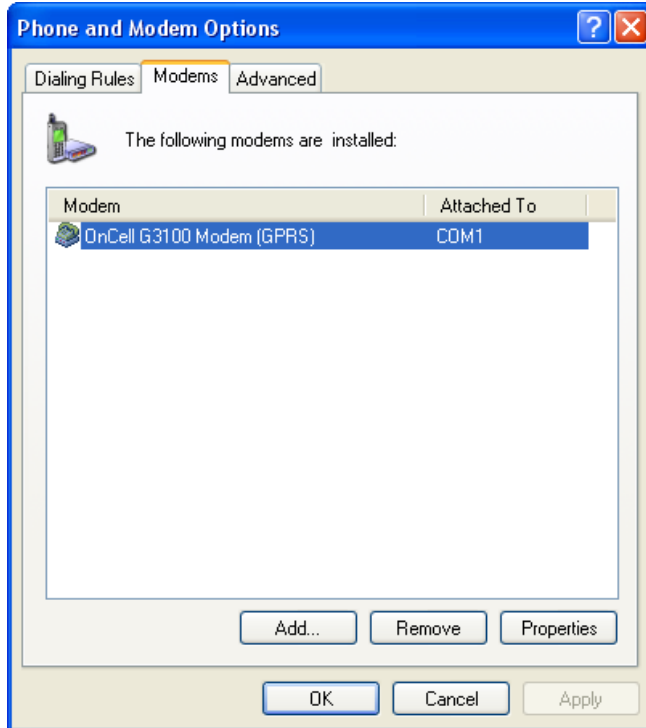 Phone and Modem Options
Dialing Rules Modems Advanced
The following modems are installed:
Modem Attached To
OnCell G3100 Modem (GPRS) COM1
Add... Remove Properties
OK Cancel Apply